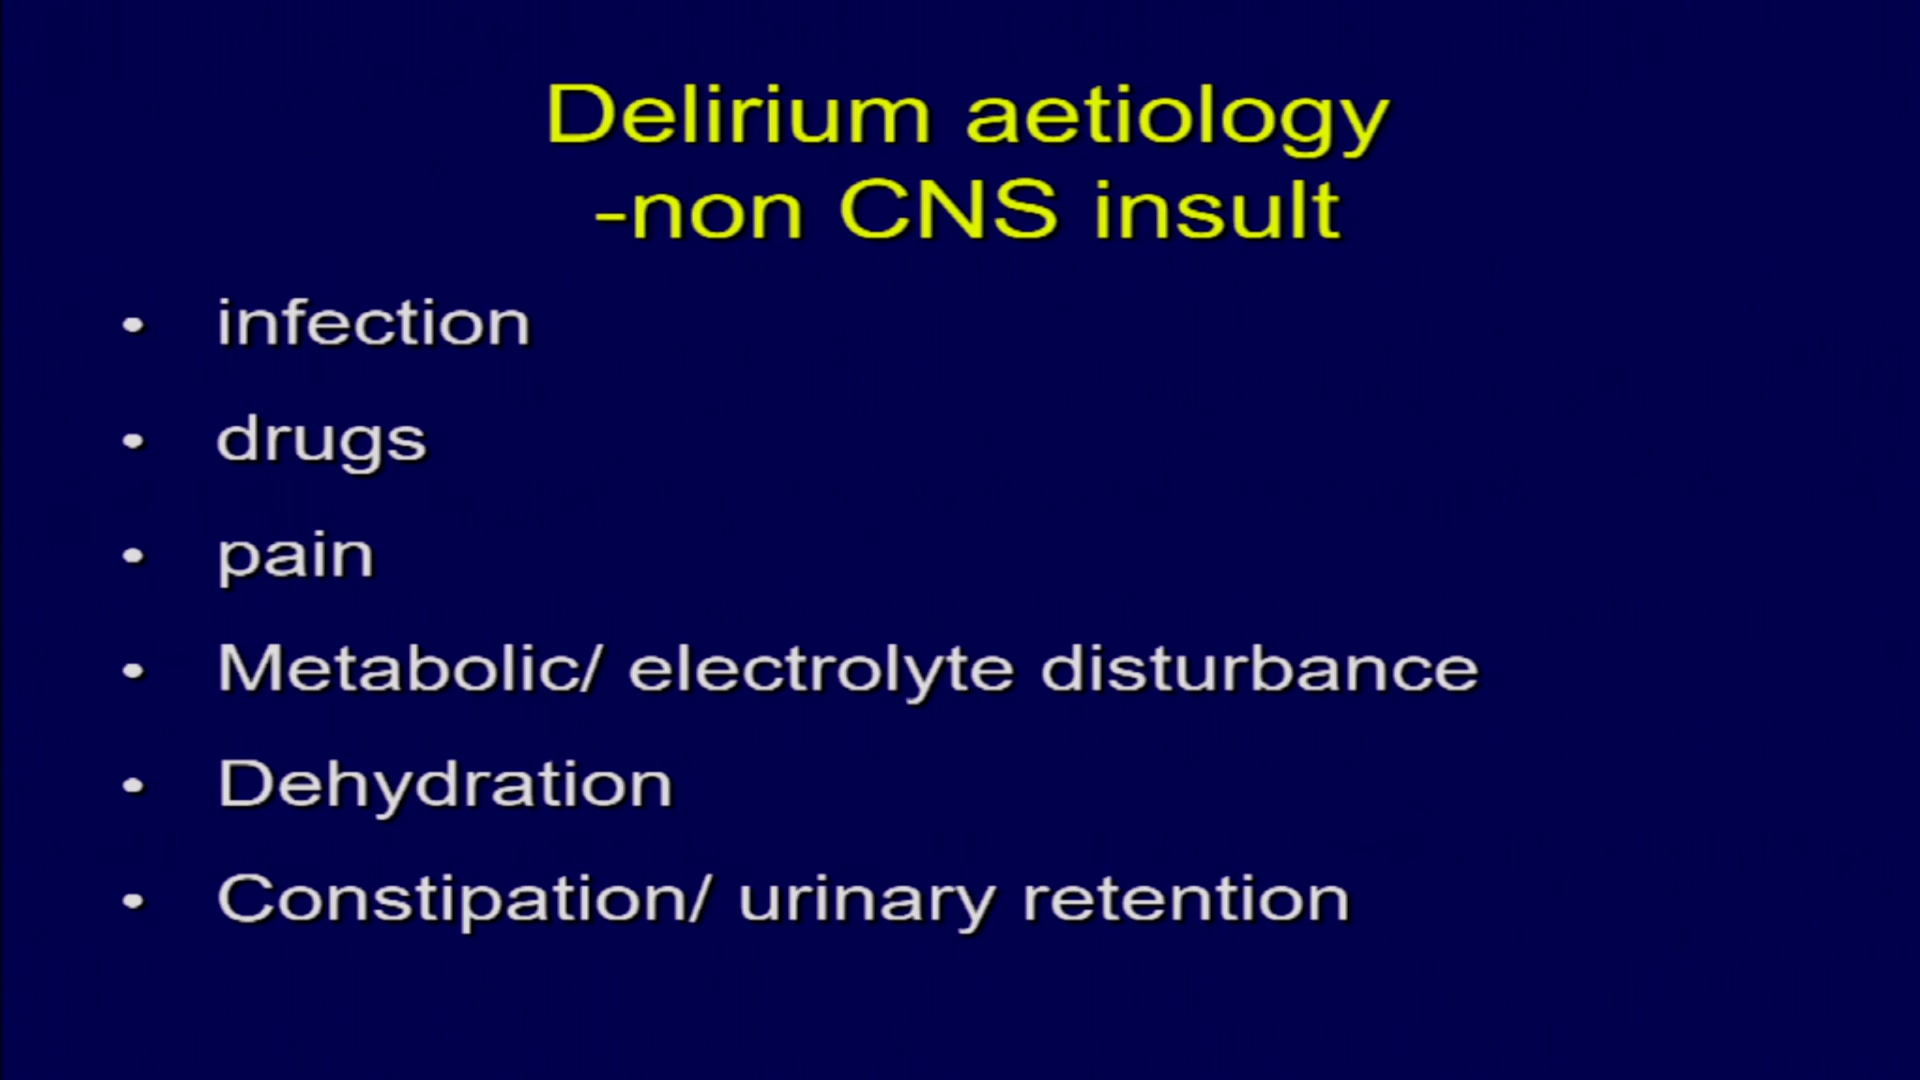 Delirium aetiology
-non CNS insult
• infection
• drugs
• pain
• Metabolic/ electrolyte disturbance
• Dehydration
• Constipation/ urinary retention